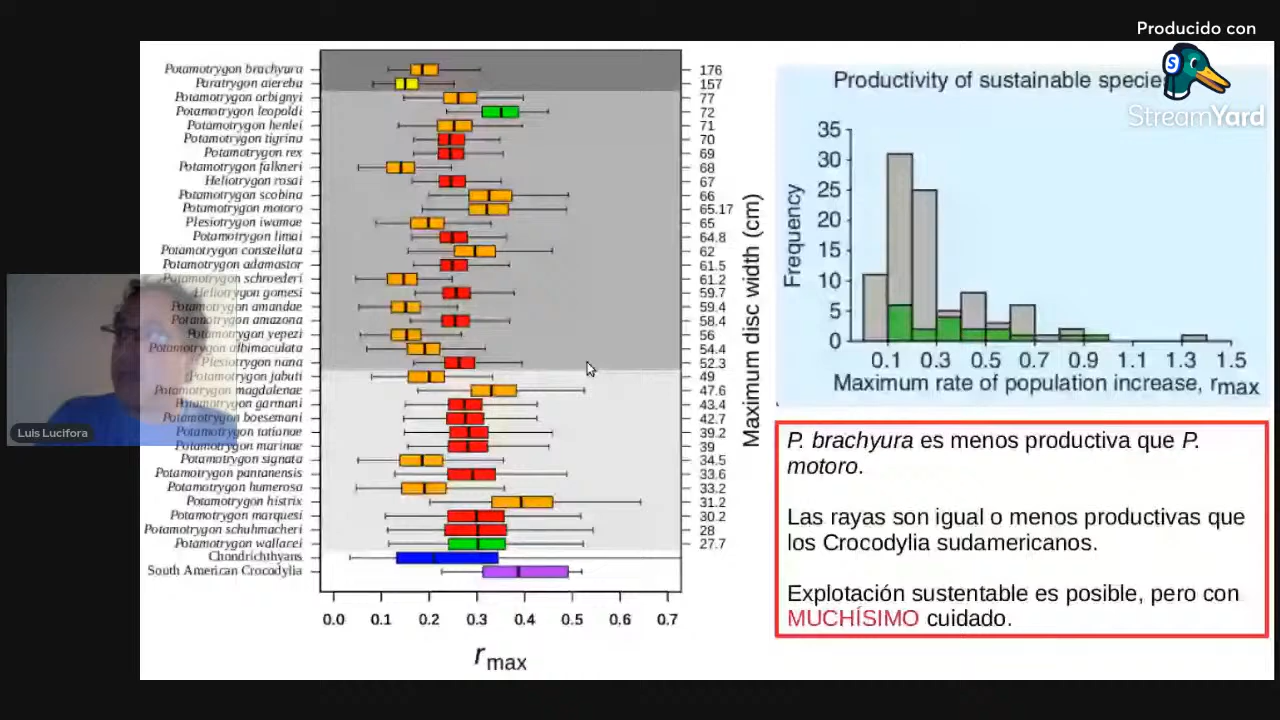 Producido con
StreamYard
Potamotrygon brachyura 176
Paratrygon aiereba 157
Potamotrygon orbignyi 77
Potamotrygon leopoldi 72
Potamotrygon henlei 71
Potamotrygon tigrina 70
Potamotrygon rex 69
Potamotrygon falkneri 68
Heliotrygon rosai 67
Potamotrygon scobina 66
Potamotrygon motoro 65.17
Plesiotrygon iwamae 65
Potamotrygon limai 64.8
Potamotrygon constellata 62
Potamotrygon adamastor 61.5
Potamotrygon schroederi 61.2
Heliotrygon gomesi 59.7
Potamotrygon amandae 59.4
Potamotrygon amazona 58.4
Potamotrygon yepezi 56
Potamotrygon albimaculata 54.4
Plesiotrygon nana 52.3
Potamotrygon jabuti 49
Potamotrygon magdalenae 47.6
Potamotrygon garmani 43.4
Potamotrygon boesemani 42.7
Potamotrygon tatianae 39.2
Potamotrygon marinae 39
Potamotrygon signata 34.5
Potamotrygon pantanensis 33.6
Potamotrygon humerosa 33.2
Potamotrygon histrix 31.2
Potamotrygon marquesi 30.2
Potamotrygon schuhmacheri 28
Potamotrygon wallacei 27.7
Chondrichthyans
South American Crocodylia
0.0 0.1 0.2 0.3 0.4 0.5 0.6 0.7
rmax
Maximum disc width (cm)
Luis Lucifora
Productivity of sustainable specie
Frequency
35
30
25
20
15
10
5
0
0.1 0.3 0.5 0.7 0.9 1.1 1.3 1.5
Maximum rate of population increase, rmax
P. brachyura es menos productiva que P.
motoro.
Las rayas son igual o menos productivas que
los Crocodylia sudamericanos.
Explotación sustentable es posible, pero con
MUCHÍSIMO cuidado.